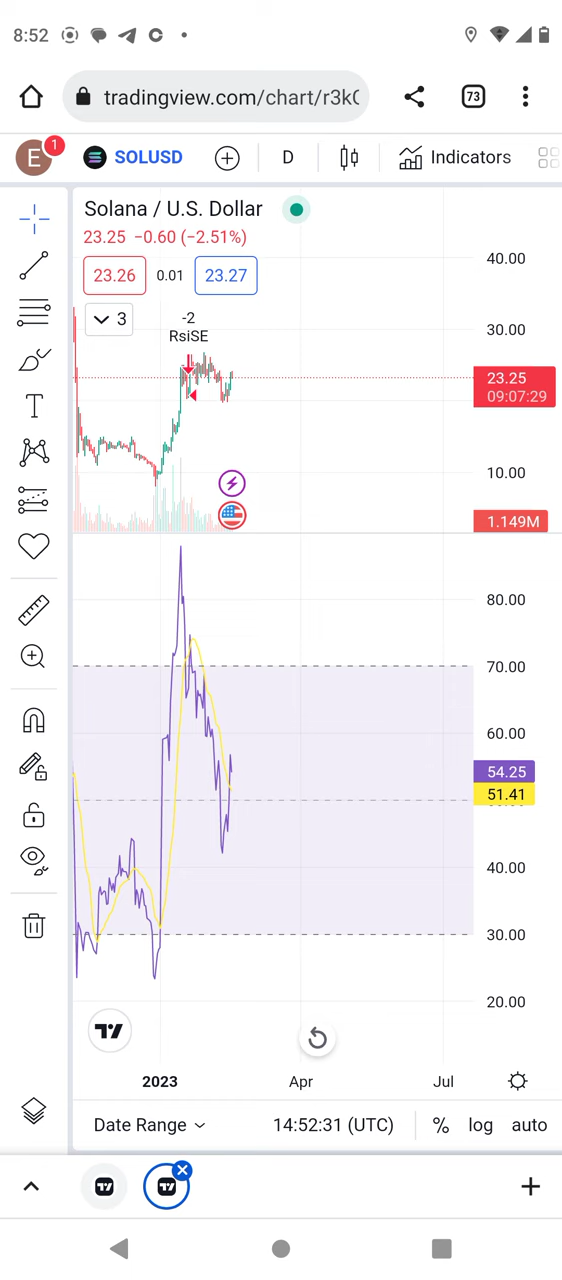 8:52
tradingview.com/chart/r3k
73
E
1
SOLUSD
D
Indicators
Solana / U.S. Dollar
23.25 −0.60 (−2.51%)
23.26
0.01
23.27
3
-2
RsiSE
40.00
30.00
23.25
09:07:29
10.00
1.149M
80.00
70.00
60.00
54.25
51.41
40.00
30.00
20.00
2023
Apr
Jul
Date Range
14:52:31 (UTC)
%
log
auto